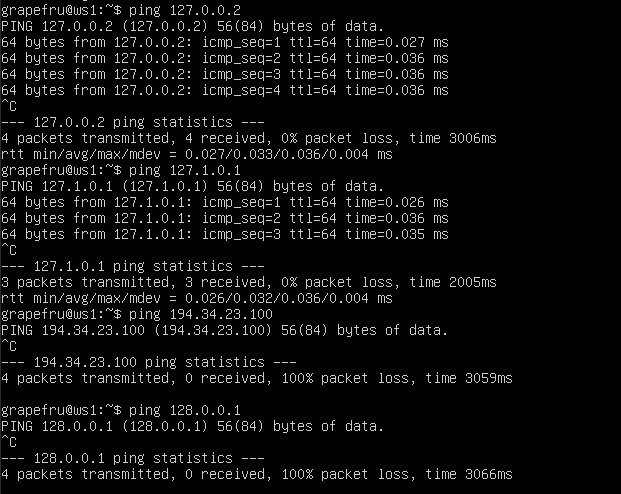 grapefru@ws1:~$ ping 127.0.0.2
PING 127.0.0.2 (127.0.0.2) 56(84) bytes of data.
64 bytes from 127.0.0.2: icmp_seq=1 ttl=64 time=0.027 ms
64 bytes from 127.0.0.2: icmp_seq=2 ttl=64 time=0.036 ms
64 bytes from 127.0.0.2: icmp_seq=3 ttl=64 time=0.036 ms
64 bytes from 127.0.0.2: icmp_seq=4 ttl=64 time=0.036 ms
^C
--- 127.0.0.2 ping statistics ---
4 packets transmitted, 4 received, 0% packet loss, time 3006ms
rtt min/avg/max/mdev = 0.027/0.033/0.036/0.004 ms
grapefru@ws1:~$ ping 127.1.0.1
PING 127.1.0.1 (127.1.0.1) 56(84) bytes of data.
64 bytes from 127.1.0.1: icmp_seq=1 ttl=64 time=0.026 ms
64 bytes from 127.1.0.1: icmp_seq=2 ttl=64 time=0.036 ms
64 bytes from 127.1.0.1: icmp_seq=3 ttl=64 time=0.035 ms
^C
--- 127.1.0.1 ping statistics ---
3 packets transmitted, 3 received, 0% packet loss, time 2005ms
rtt min/avg/max/mdev = 0.026/0.032/0.036/0.004 ms
grapefru@ws1:~$ ping 194.34.23.100
PING 194.34.23.100 (194.34.23.100) 56(84) bytes of data.
^C
--- 194.34.23.100 ping statistics ---
4 packets transmitted, 0 received, 100% packet loss, time 3059ms
grapefru@ws1:~$ ping 128.0.0.1
PING 128.0.0.1 (128.0.0.1) 56(84) bytes of data.
^C
--- 128.0.0.1 ping statistics ---
4 packets transmitted, 0 received, 100% packet loss, time 3066ms